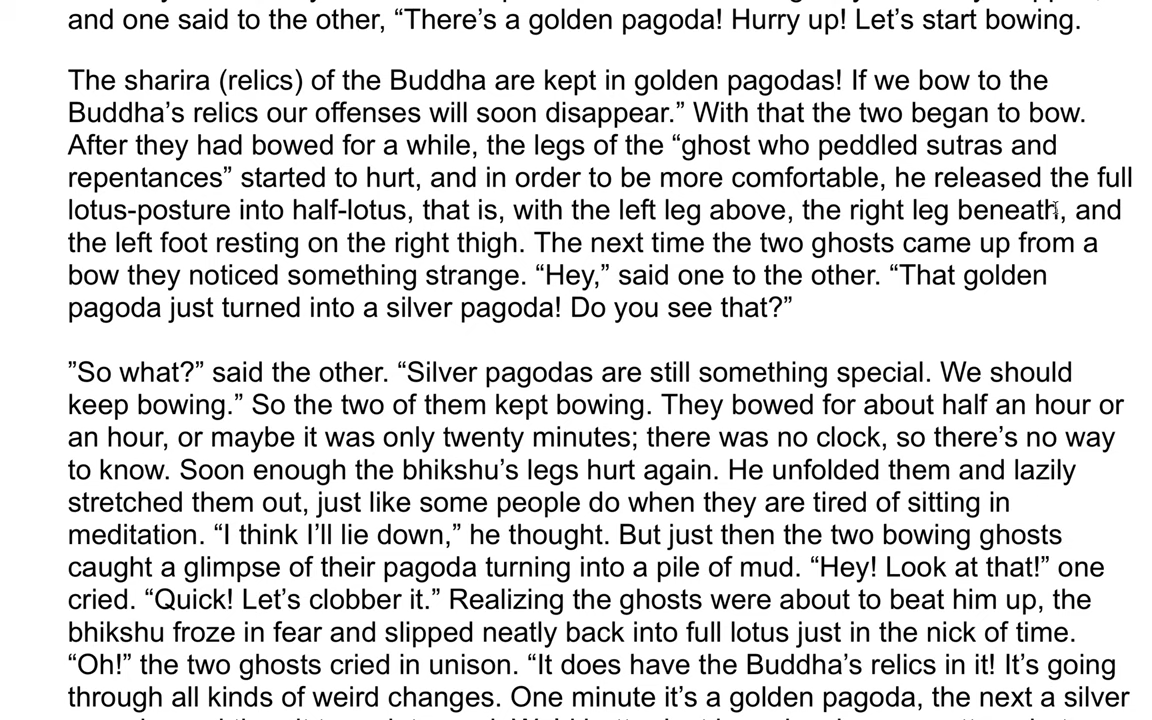 and one said to the other, “There’s a golden pagoda! Hurry up! Let’s start bowing.
The sharira (relics) of the Buddha are kept in golden pagodas! If we bow to the
Buddha’s relics our offenses will soon disappear.” With that the two began to bow.
After they had bowed for a while, the legs of the “ghost who peddled sutras and
repentances” started to hurt, and in order to be more comfortable, he released the full
lotus-posture into half-lotus, that is, with the left leg above, the right leg beneath, and
the left foot resting on the right thigh. The next time the two ghosts came up from a
bow they noticed something strange. “Hey,” said one to the other. “That golden
pagoda just turned into a silver pagoda! Do you see that?”
”So what?” said the other. “Silver pagodas are still something special. We should
keep bowing.” So the two of them kept bowing. They bowed for about half an hour or
an hour, or maybe it was only twenty minutes; there was no clock, so there’s no way
to know. Soon enough the bhikshu’s legs hurt again. He unfolded them and lazily
stretched them out, just like some people do when they are tired of sitting in
meditation. “I think I’ll lie down,” he thought. But just then the two bowing ghosts
caught a glimpse of their pagoda turning into a pile of mud. “Hey! Look at that!” one
cried. “Quick! Let’s clobber it.” Realizing the ghosts were about to beat him up, the
bhikshu froze in fear and slipped neatly back into full lotus just in the nick of time.
“Oh!” the two ghosts cried in unison. “It does have the Buddha’s relics in it! It’s going
through all kinds of weird changes. One minute it’s a golden pagoda, the next a silver